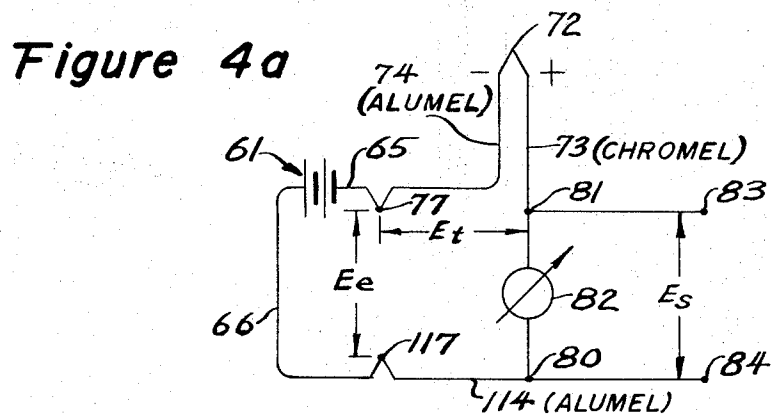 Figure 4a
72
74
(ALUMEL)
- +
61
65
73 (CHROMEL)
77
81
83
Et
Ee
82
Es
66
117
80
84
114 (ALUMEL)